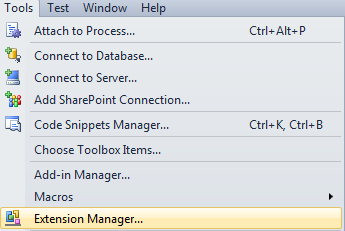 Tools Test Window Help
Attach to Process... Ctrl+Alt+P
Connect to Database...
Connect to Server...
Add SharePoint Connection...
Code Snippets Manager... Ctrl+K, Ctrl+B
Choose Toolbox Items...
Add-in Manager...
Macros
Extension Manager...